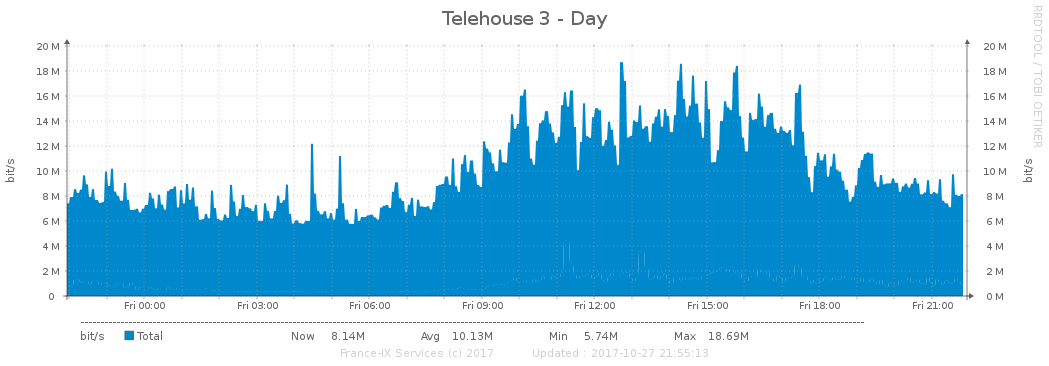 Telehouse 3 - Day
RRDTOOL / TOBI OETIKER
bit/s
bit/s
20 M 20 M
18 M 18 M
16 M 16 M
14 M 14 M
12 M 12 M
10 M 10 M
8 M 8 M
6 M 6 M
4 M 4 M
2 M 2 M
0 0 M
Fri 00:00 Fri 03:00 Fri 06:00 Fri 09:00 Fri 12:00 Fri 15:00 Fri 18:00 Fri 21:00
bit/s Total Now 8.14M Avg 10.13M Min 5.74M Max 18.69M
France-IX Services (c) 2017 Updated : 2017-10-27 21:55:13